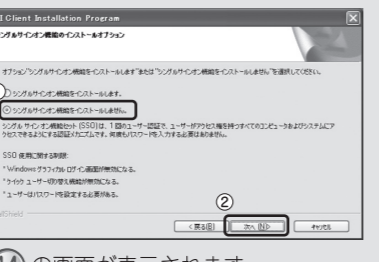 I Client Installation Program
ングルサインオン機能のインストールオプション
オプション"シングルサインオン機能をインストールします"または"シングルサインオン機能をインストールしません"を選択してください。
シングルサインオン機能をインストールします。
シングルサインオン機能をインストールしません。
シングル サイン オン機能セット (SSO)は、1 回のユーザー認証で、ユーザーがアクセス権を持つすべてのコンピュータおよびシステムにア
クセスできるようにする認証メカニズムです。何度もパスワードを入力する必要はありません。
SSO 使用に関する制限:
* Windows グラフィカル ログイン画面が無効になる。
* クイック ユーザー切り替え機能が無効になる。
* ユーザーはパスワードを設定する必要がある。
allShield
②
< 戻る(B) 次へ (N)> キャンセル
の画面が表示されます